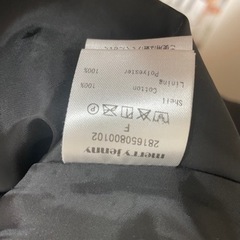 merry jenny
281650800102
F
P
Shell Cotton 100%
Lining Polyester 100%